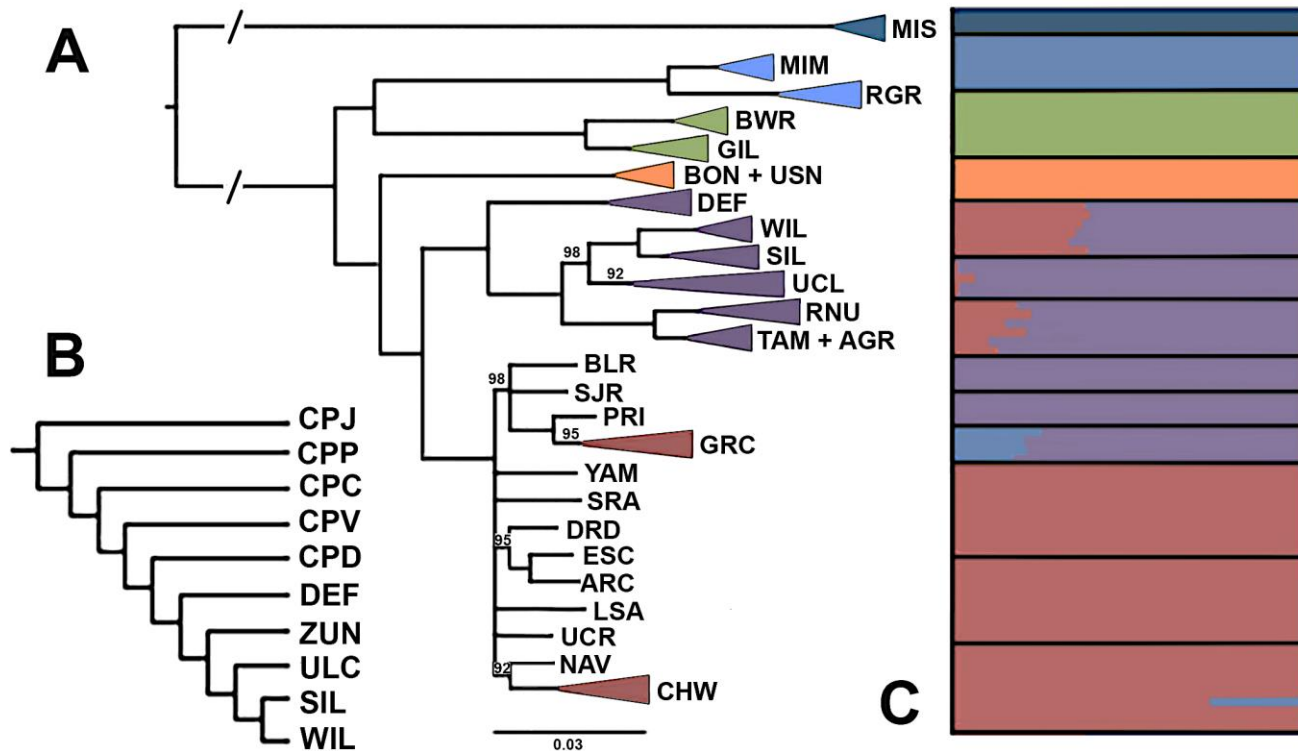 A
MIS
MIM
RGR
BWR
GIL
BON + USN
DEF
WIL
98
SIL
92
UCL
RNU
TAM + AGR
BLR
98
SJR
PRI
95
GRC
YAM
SRA
DRD
95
ESC
ARC
LSA
UCR
NAV
92
CHW
0.03
B
CPJ
CPP
CPC
CPV
CPD
DEF
ZUN
ULC
SIL
WIL
C